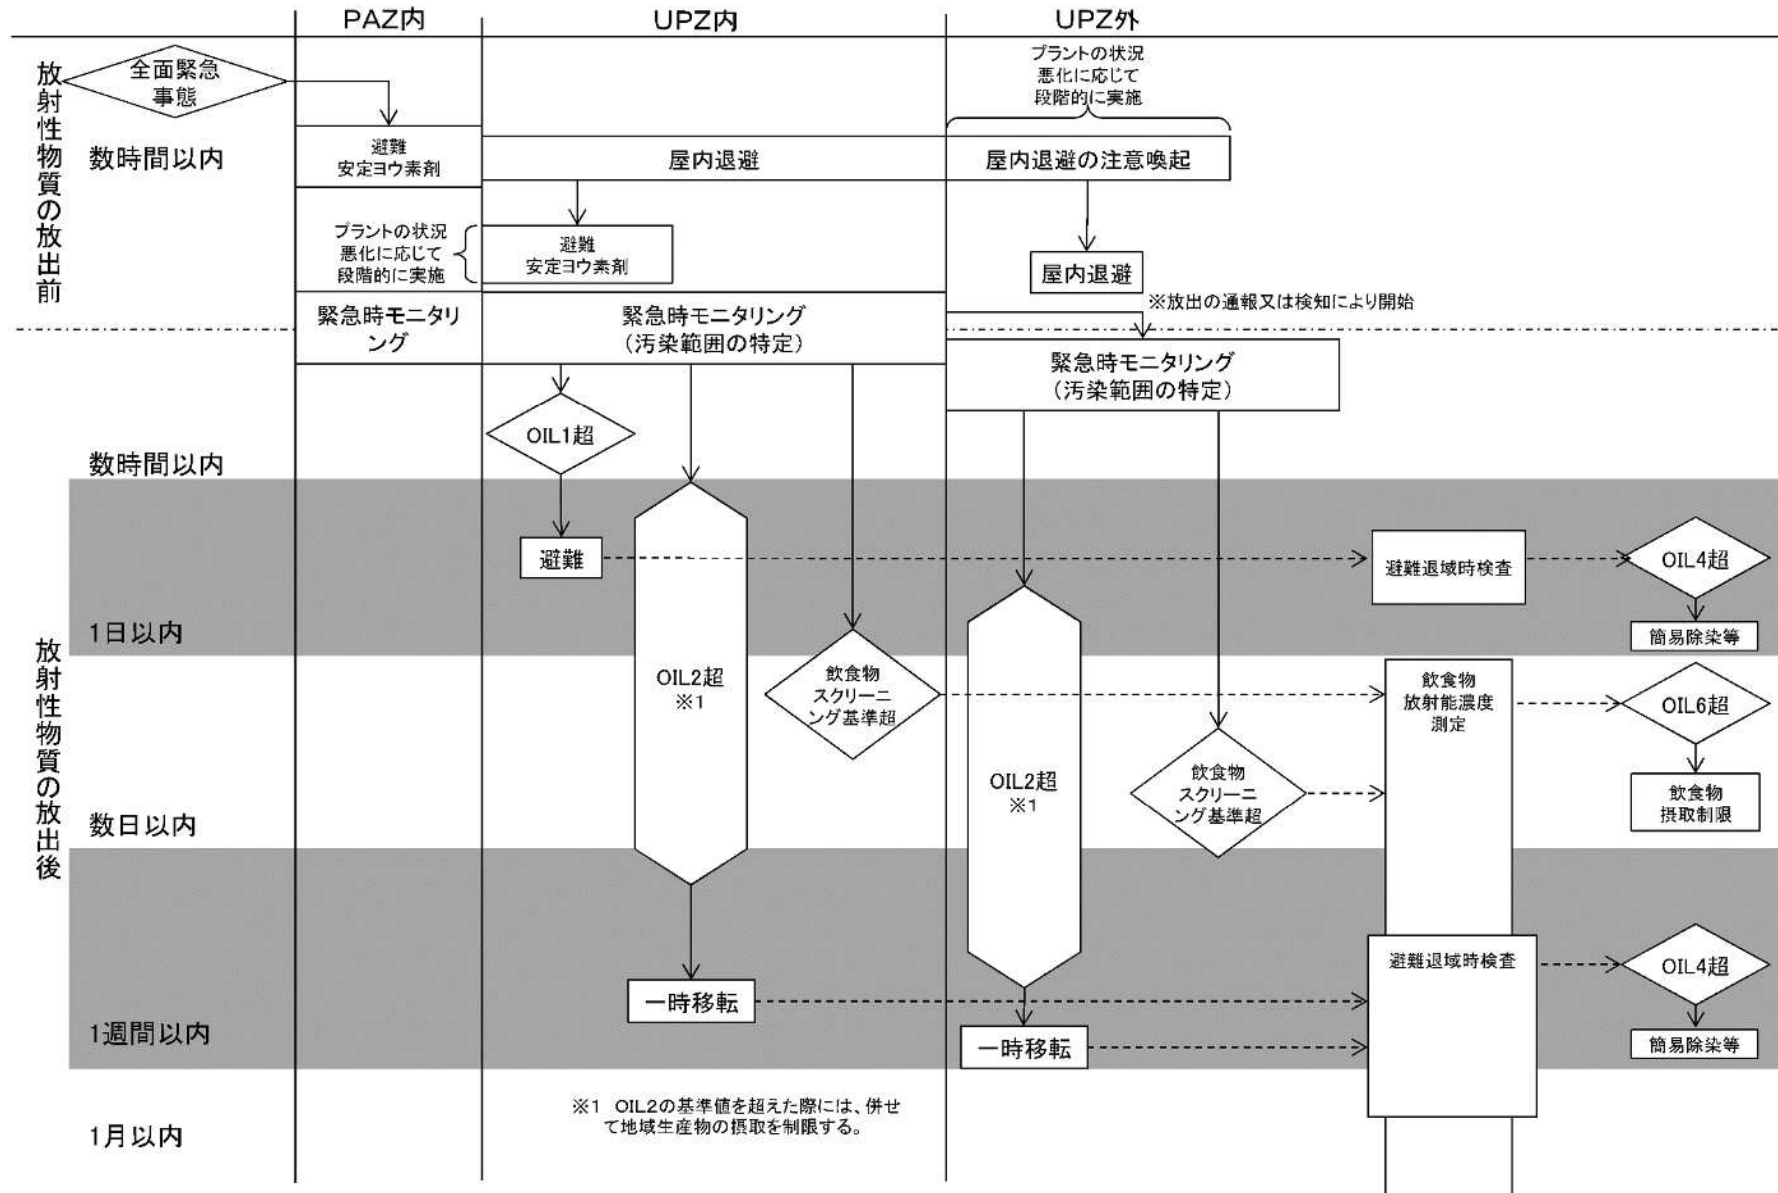 PAZ内
UPZ内
UPZ外
放射性物質の放出前
全面緊急
事態
プラントの状況
悪化に応じて
段階的に実施
数時間以内
避難
安定ヨウ素剤
屋内退避
屋内退避の注意喚起
プラントの状況
悪化に応じて
段階的に実施
避難
安定ヨウ素剤
屋内退避
※放出の通報又は検知により開始
緊急時モニタリ
ング
緊急時モニタリング
（汚染範囲の特定）
緊急時モニタリング
（汚染範囲の特定）
放射性物質の放出後
OIL1超
数時間以内
避難
避難退域時検査
OIL4超
簡易除染等
1日以内
OIL2超
※1
飲食物
スクリーニ
ング基準超
飲食物
放射能濃度
測定
OIL6超
OIL2超
※1
飲食物
スクリーニ
ング基準超
飲食物
摂取制限
数日以内
避難退域時検査
OIL4超
一時移転
1週間以内
一時移転
簡易除染等
※1 OIL2の基準値を超えた際には、併せ
て地域生産物の摂取を制限する。
1月以内